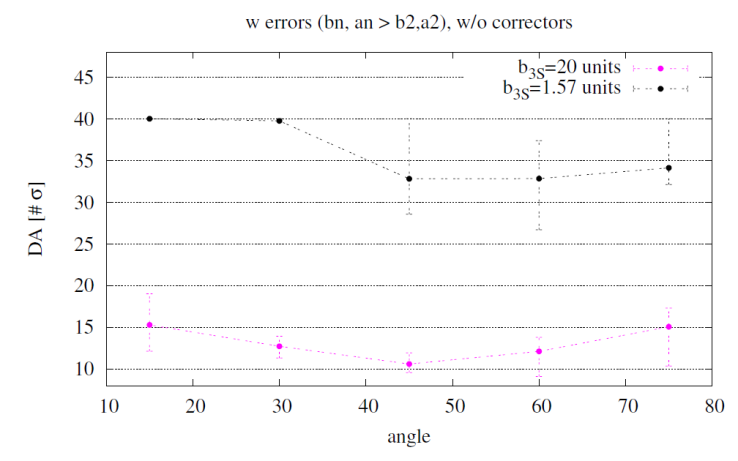 w errors (bn, an > b2,a2), w/o correctors
b3S=20 units
b3S=1.57 units
45
40
35
30
25
20
15
10
DA [# σ]
10 20 30 40 50 60 70 80
angle